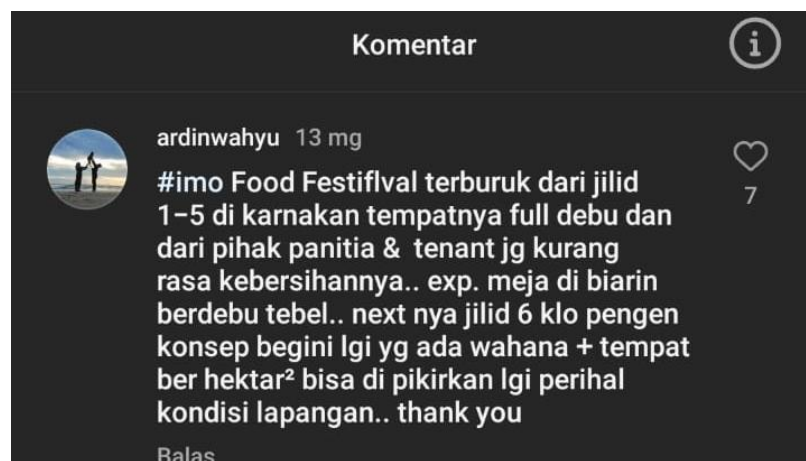 Komentar
ardinwahyu 13 mg
#imo Food Festiflval terburuk dari jilid
1-5 di karnakan tempatnya full debu dan
dari pihak panitia & tenant jg kurang
rasa kebersihannya.. exp. meja di biarin
berdebu tebel.. next nya jilid 6 klo pengen
konsep begini lgi yg ada wahana + tempat
ber hektar² bisa di pikirkan lgi perihal
kondisi lapangan.. thank you
7
Balas